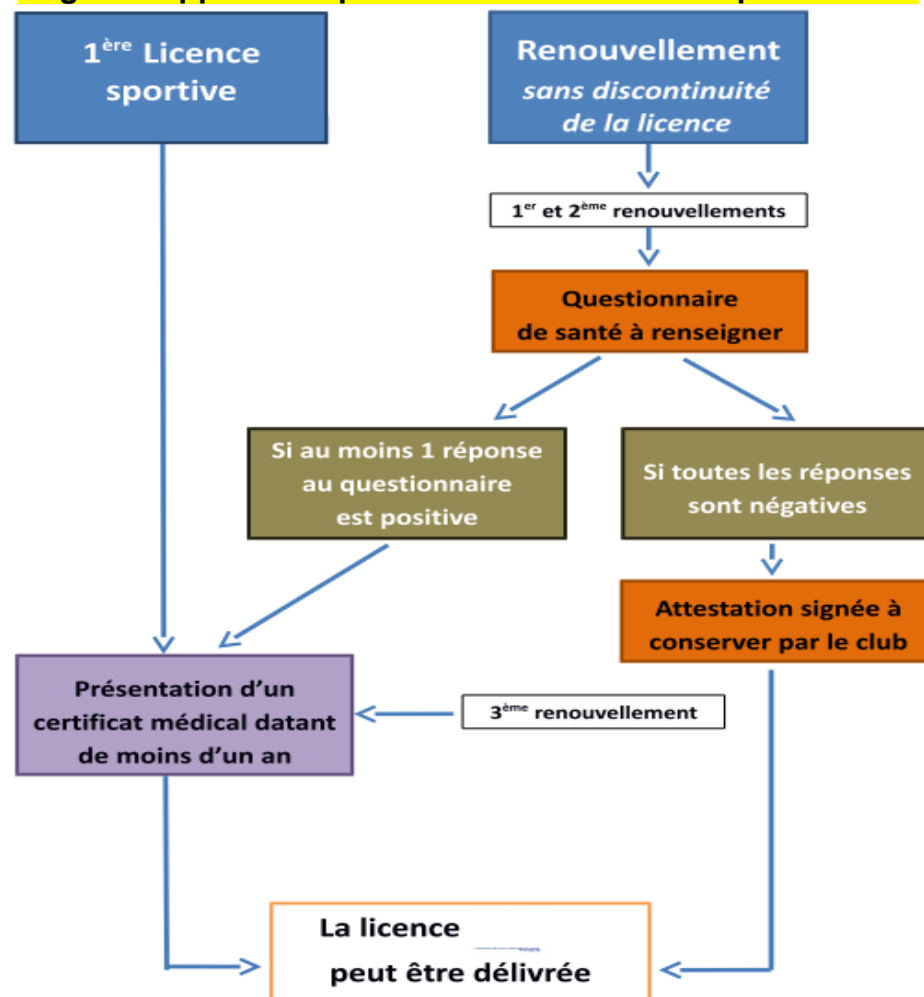 1ère Licence
sportive
Renouvellement
sans discontinuité
de la licence
1er et 2ème renouvellements
Questionnaire
de santé à renseigner
Si au moins 1 réponse
au questionnaire
est positive
Si toutes les réponses
sont négatives
Attestation signée à
conserver par le club
Présentation d'un
certificat médical datant
de moins d'un an
3ème renouvellement
La licence
peut être délivrée